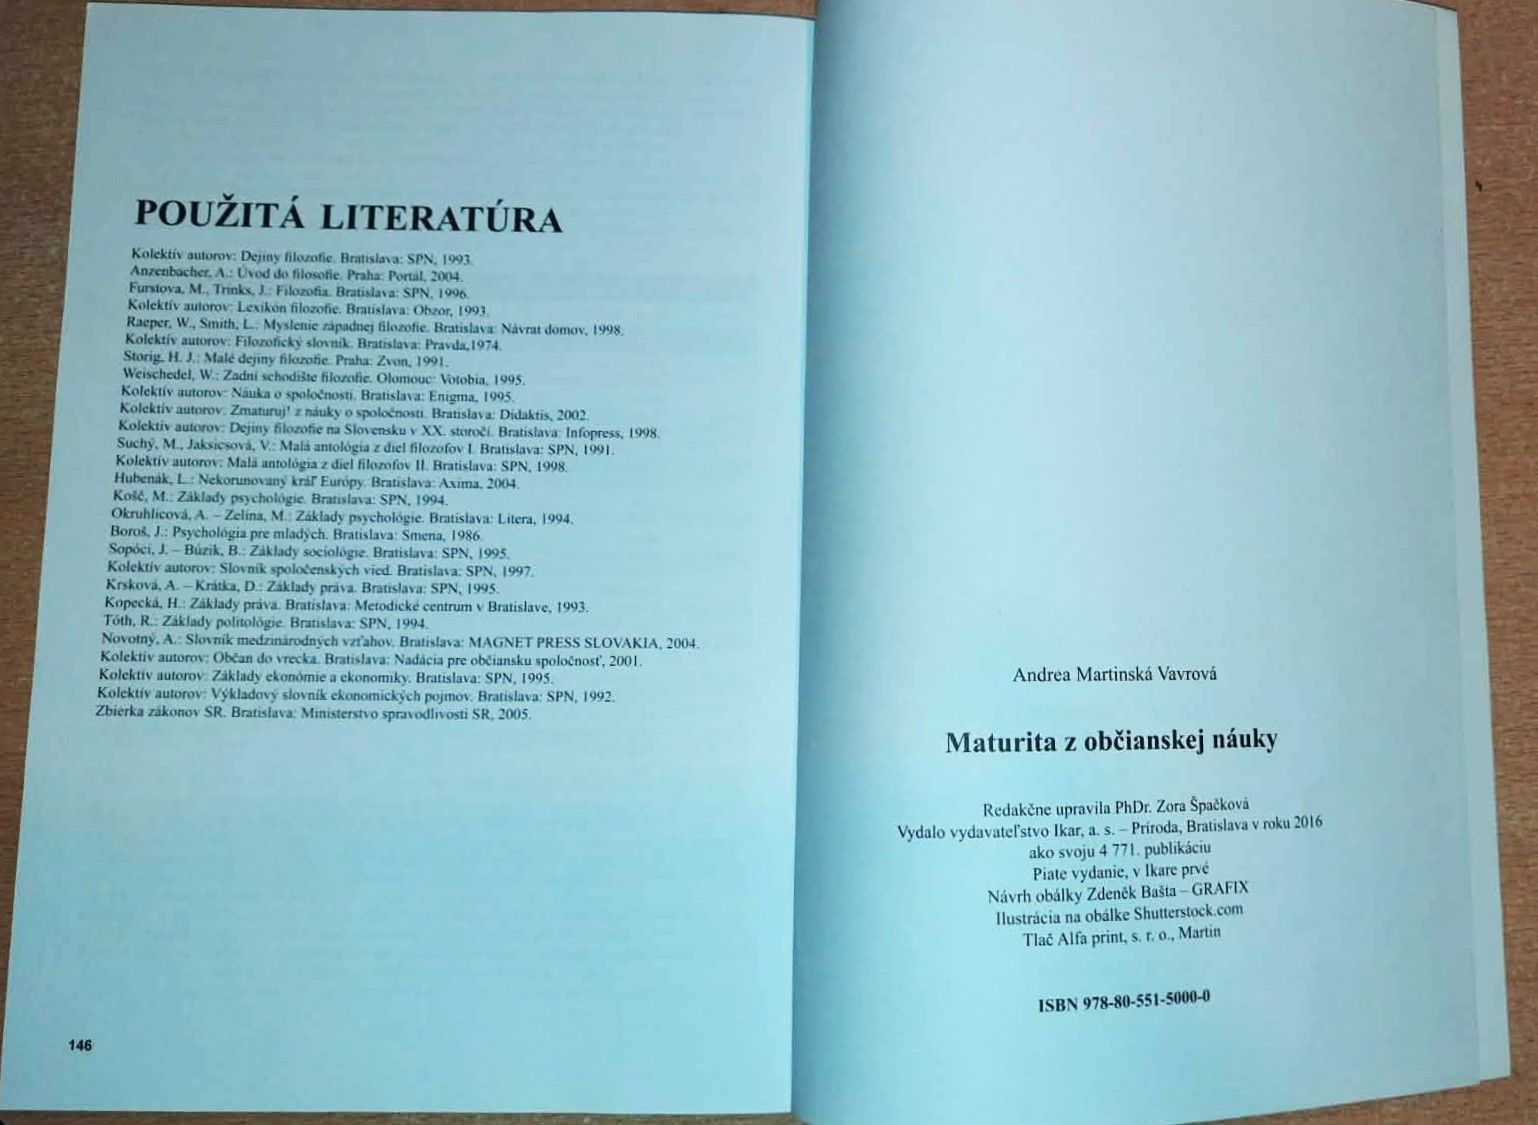 POUŽITÁ LITERATÚRA
Kolektív autorov: Dejiny filozofie. Bratislava: SPN, 1993.
Anzenbacher, A.: Úvod do filosofie. Praha: Portál, 2004.
Furstova, M., Trinks, J.: Filozofia. Bratislava: SPN, 1996.
Kolektív autorov: Lexikón filozofie. Bratislava: Obzor, 1993.
Raeper, W., Smith, L.: Myslenie západnej filozofie. Bratislava: Návrat domov, 1998.
Kolektív autorov: Filozofický slovník. Bratislava: Pravda,1974.
Storig, H. J.: Malé dejiny filozofie. Praha: Zvon, 1991.
Weischedel, W.: Zadní schodište filozofie. Olomouc: Votobia, 1995.
Kolektív autorov: Náuka o spoločnosti. Bratislava: Enigma, 1995.
Kolektív autorov: Zmaturuj! z náuky o spoločnosti. Bratislava: Didaktis, 2002.
Kolektív autorov: Dejiny filozofie na Slovensku v XX. storočí. Bratislava: Infopress, 1998.
Suchý, M., Jaksicsová, V.: Malá antológia z diel filozofov I. Bratislava: SPN, 1991.
Kolektív autorov: Malá antológia z diel filozofov II. Bratislava: SPN, 1998.
Hubenák, L.: Nekorunovaný kráľ Európy. Bratislava: Axima, 2004.
Košč, M.: Základy psychológie. Bratislava: SPN, 1994.
Okruhlicová, A. – Zelina, M.: Základy psychológie. Bratislava: Litera, 1994.
Boroš, J.: Psychológia pre mladých. Bratislava: Smena, 1986.
Sopóci, J. – Búzik, B.: Základy sociológie. Bratislava: SPN, 1995.
Kolektív autorov: Slovník spoločenských vied. Bratislava: SPN, 1997.
Krsková, A. – Krátka, D.: Základy práva. Bratislava: SPN, 1995.
Kopecká, H.: Základy práva. Bratislava: Metodické centrum v Bratislave, 1993.
Tóth, R.: Základy politológie. Bratislava: SPN, 1994.
Novotný, A.: Slovník medzinárodných vzťahov. Bratislava: MAGNET PRESS SLOVAKIA, 2004.
Kolektív autorov: Občan do vrecka. Bratislava: Nadácia pre občiansku spoločnosť, 2001.
Kolektív autorov: Základy ekonómie a ekonomiky. Bratislava: SPN, 1995.
Kolektív autorov: Výkladový slovník ekonomických pojmov. Bratislava: SPN, 1992.
Zbierka zákonov SR. Bratislava: Ministerstvo spravodlivosti SR, 2005.
146
Andrea Martinská Vavrová
Maturita z občianskej náuky
Redakčne upravila PhDr. Zora Špačková
Vydalo vydavateľstvo Ikar, a. s. – Príroda, Bratislava v roku 2016
ako svoju 4 771. publikáciu
Piate vydanie, v Ikare prvé
Návrh obálky Zdeněk Bašta – GRAFIX
Ilustrácia na obálke Shutterstock.com
Tlač Alfa print, s. r. o., Martin
ISBN 978-80-551-5000-0